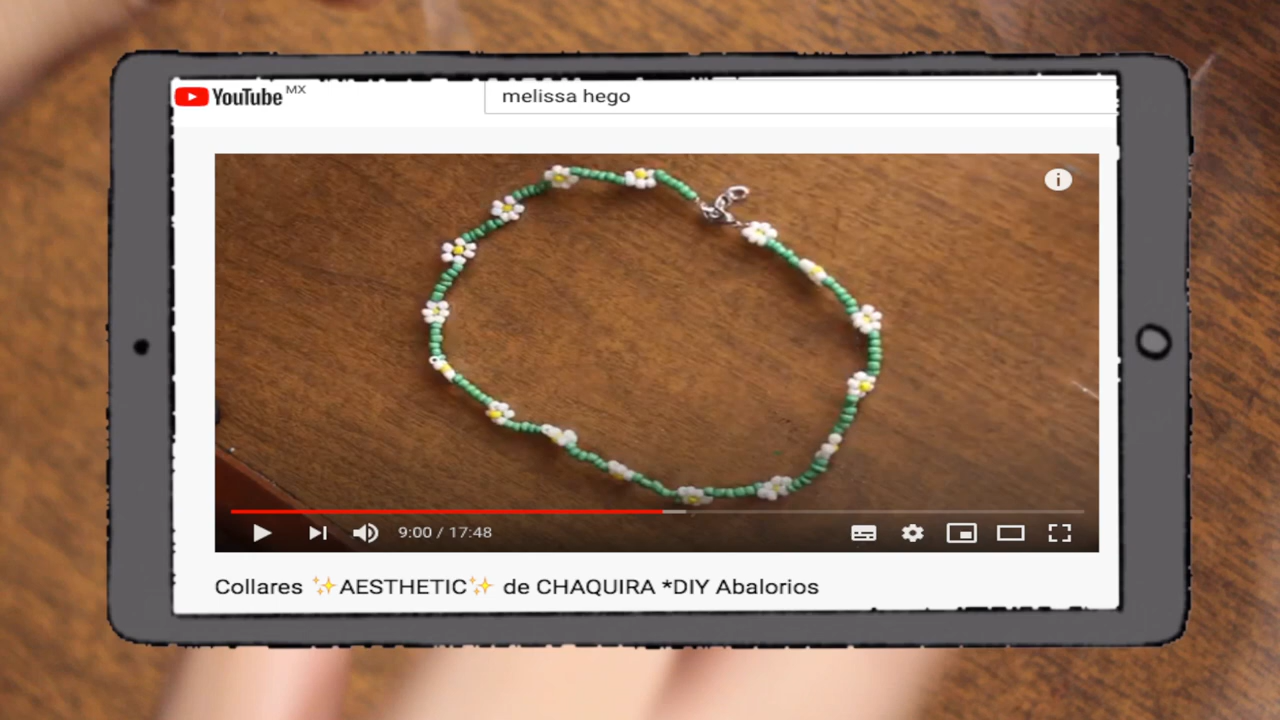 YouTube MX
melissa hego
9:00 / 17:48
Collares ✨AESTHETIC✨ de CHAQUIRA *DIY Abalorios